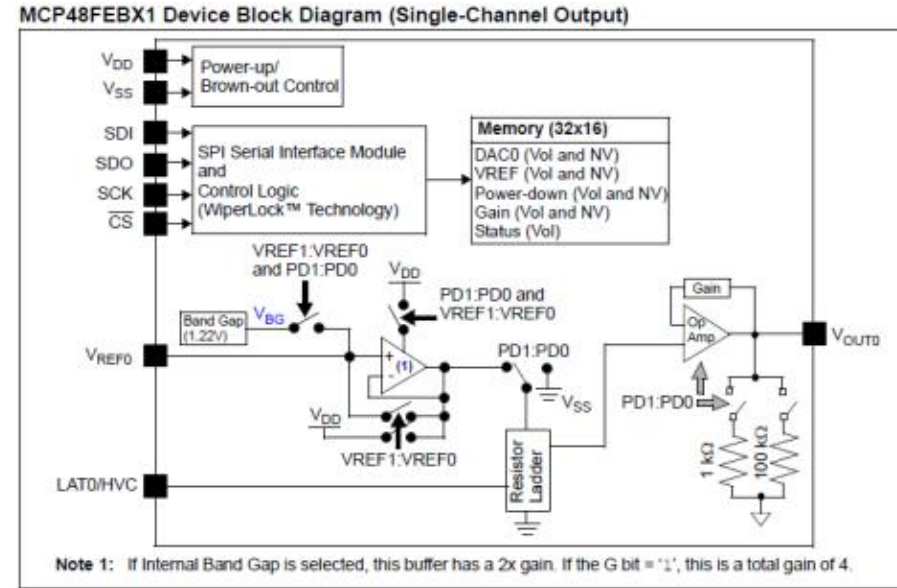 MCP48FEBX1 Device Block Diagram (Single-Channel Output)
VDD
VSS
Power-up/
Brown-out Control
SDI
SDO
SCK
CS
SPI Serial Interface Module
and
Control Logic
(WiperLock™ Technology)
Memory (32x16)
DAC0 (Vol and NV)
VREF (Vol and NV)
Power-down (Vol and NV)
Gain (Vol and NV)
Status (Vol)
VREF1:VREF0
and PD1:PD0
VDD
PD1:PD0 and
VREF1:VREF0
Band Gap
(1.22V)
VBG
VREF0
+
-
(1)
PD1:PD0
VSS
VDD
VREF1:VREF0
Gain
Op
Amp
VOUT0
PD1:PD0
1 kΩ
100 kΩ
LAT0/HVC
Resistor
Ladder
Note 1: If Internal Band Gap is selected, this buffer has a 2x gain. If the G bit = '1', this is a total gain of 4.